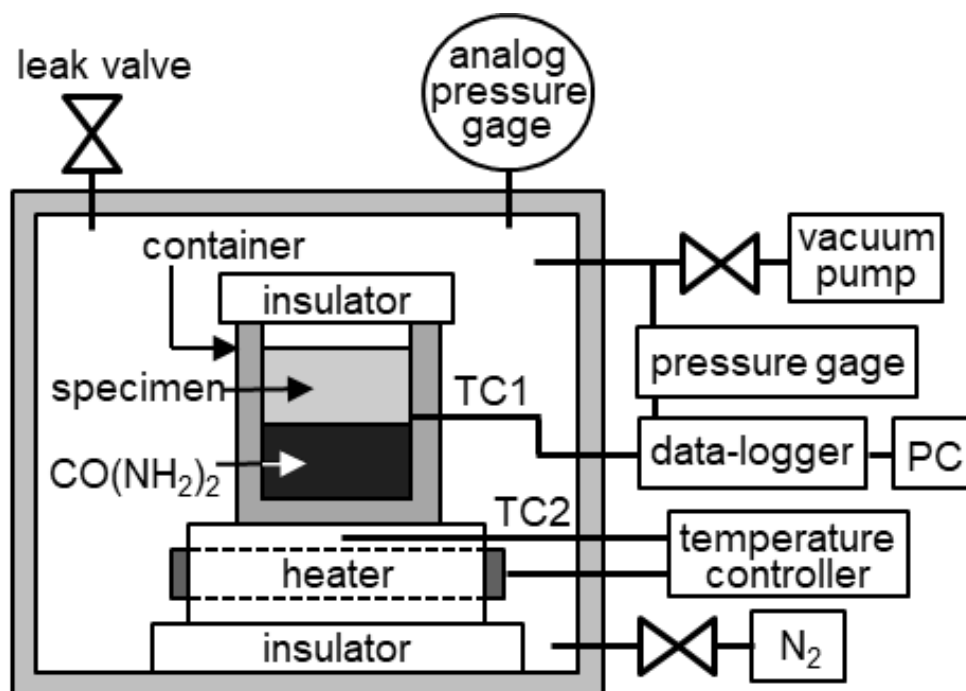 leak valve
analog
pressure
gage
container
insulator
vacuum
pump
specimen
TC1
pressure gage
CO(NH₂)₂
data-logger
PC
TC2
heater
temperature
controller
insulator
N₂